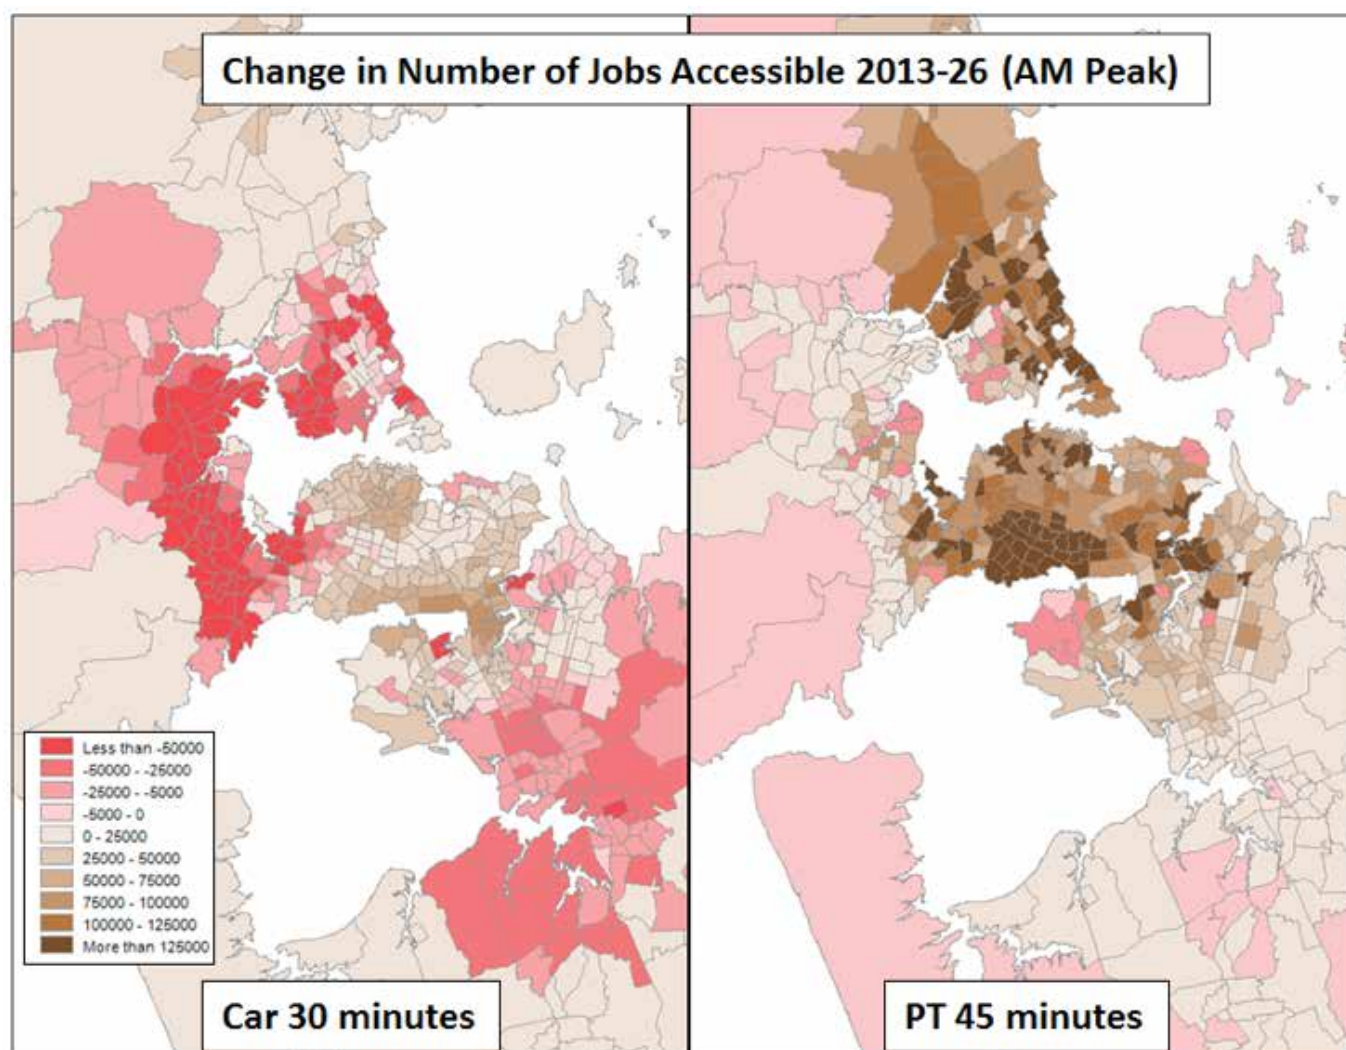 Change in Number of Jobs Accessible 2013-26 (AM Peak)
Less than -50000
-50000 - -25000
-25000 - -5000
-5000 - 0
0 - 25000
25000 - 50000
50000 - 75000
75000 - 100000
100000 - 125000
More than 125000
Car 30 minutes
PT 45 minutes